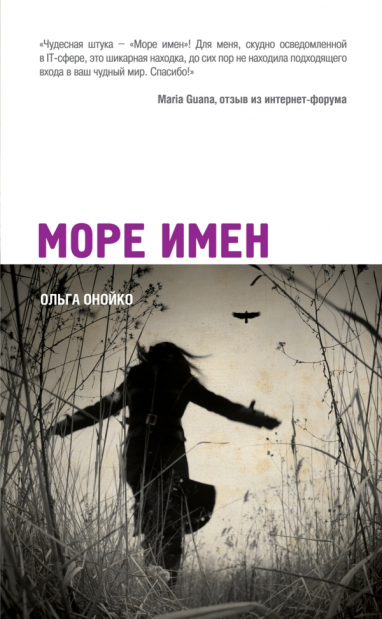 «Чудесная штука – «Море имен»! Для меня, скудно осведомленной
в IT-сфере, это шикарная находка, до сих пор не находила подходящего
входа в ваш чудный мир. Спасибо!»
Maria Guana, отзыв из интернет-форума
МОРЕ ИМЕН
ОЛЬГА ОНОЙКО